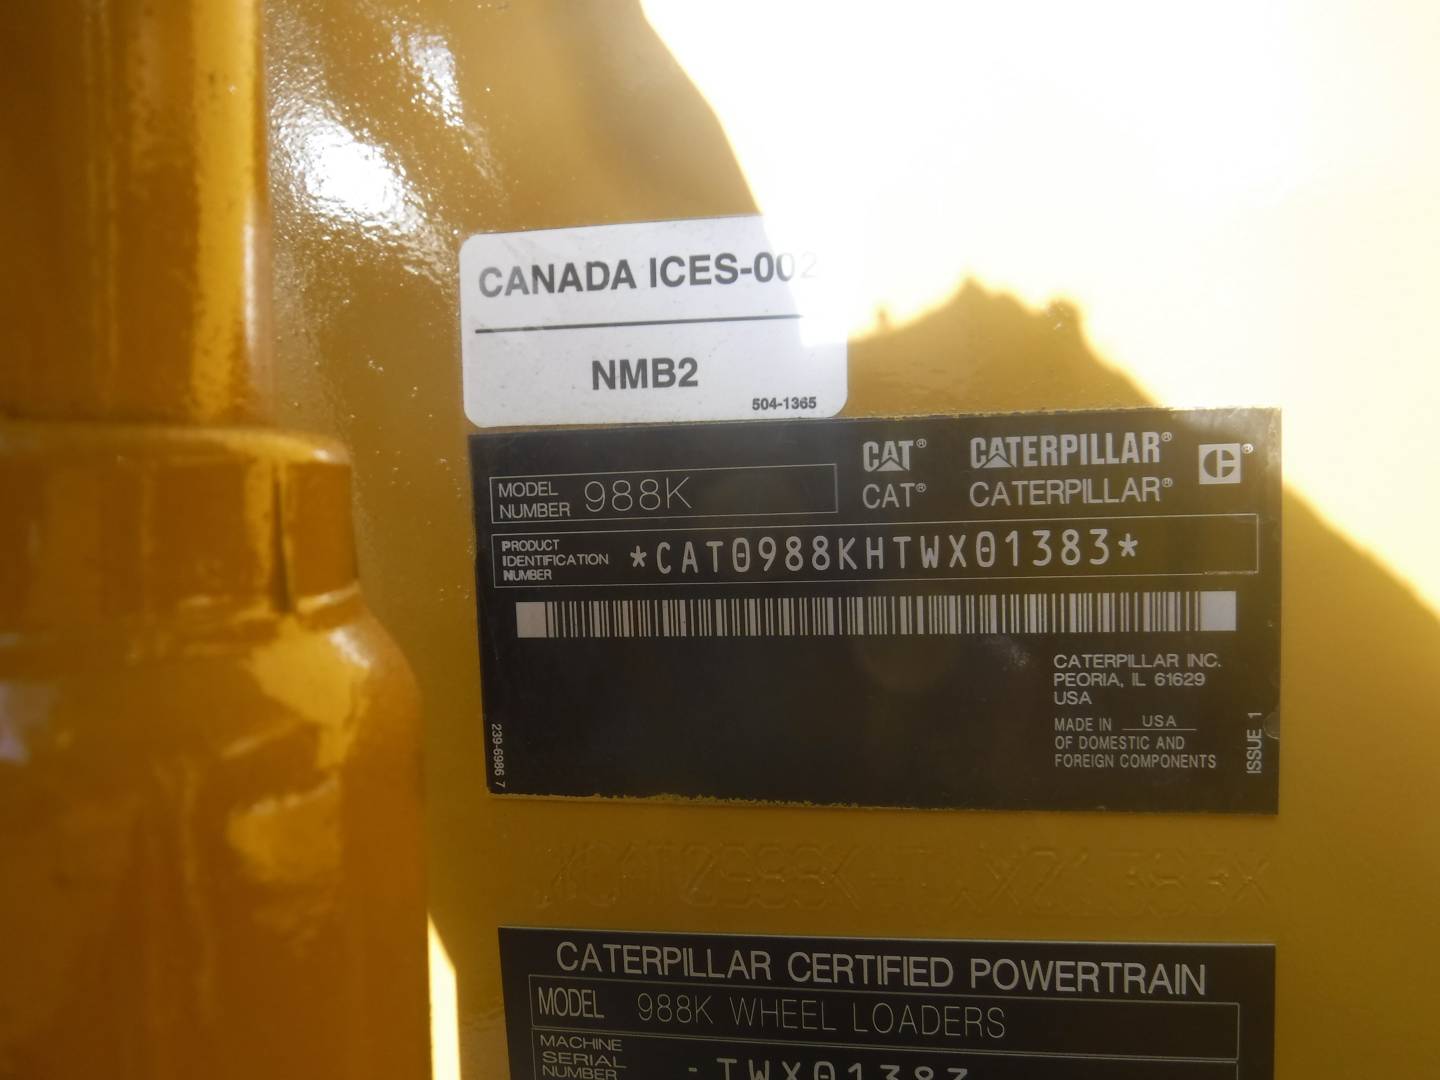 CANADA ICES-002
NMB2
504-1365
CAT® CATERPILLAR® ®
CAT® CATERPILLAR®
MODEL
NUMBER 988K
PRODUCT
IDENTIFICATION
NUMBER
*CAT0988KHTWX01383*
CATERPILLAR INC.
PEORIA, IL 61629
USA
MADE IN USA
OF DOMESTIC AND
FOREIGN COMPONENTS
239-6986 7
ISSUE 1
*CAT0988KHTWX01383*
CATERPILLAR CERTIFIED POWERTRAIN
MODEL 988K WHEEL LOADERS
MACHINE
SERIAL
NUMBER
-TWX01383